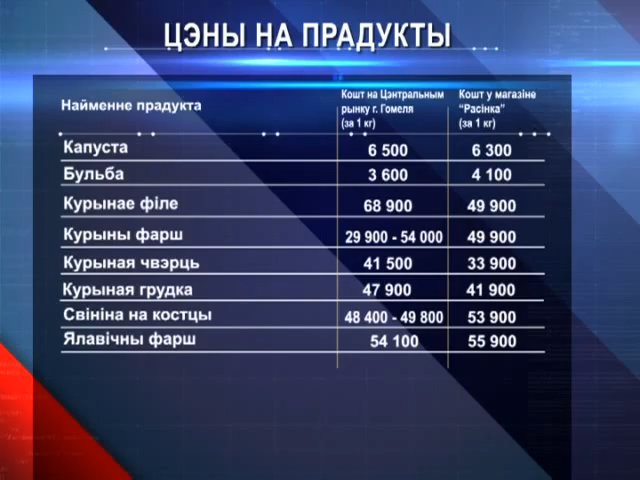 ЦЭНЫ НА ПРАДУКТЫ
Найменне прадукта
Кошт на Цэнтральным
рынку г. Гомеля
(за 1 кг)
Кошт у магазіне
“Расінка”
(за 1 кг)
Капуста 6 500 6 300
Бульба 3 600 4 100
Курынае філе 68 900 49 900
Курыны фарш 29 900 - 54 000 49 900
Курыная чвэрць 41 500 33 900
Курыная грудка 47 900 41 900
Свініна на костцы 48 400 - 49 800 53 900
Ялавічны фарш 54 100 55 900